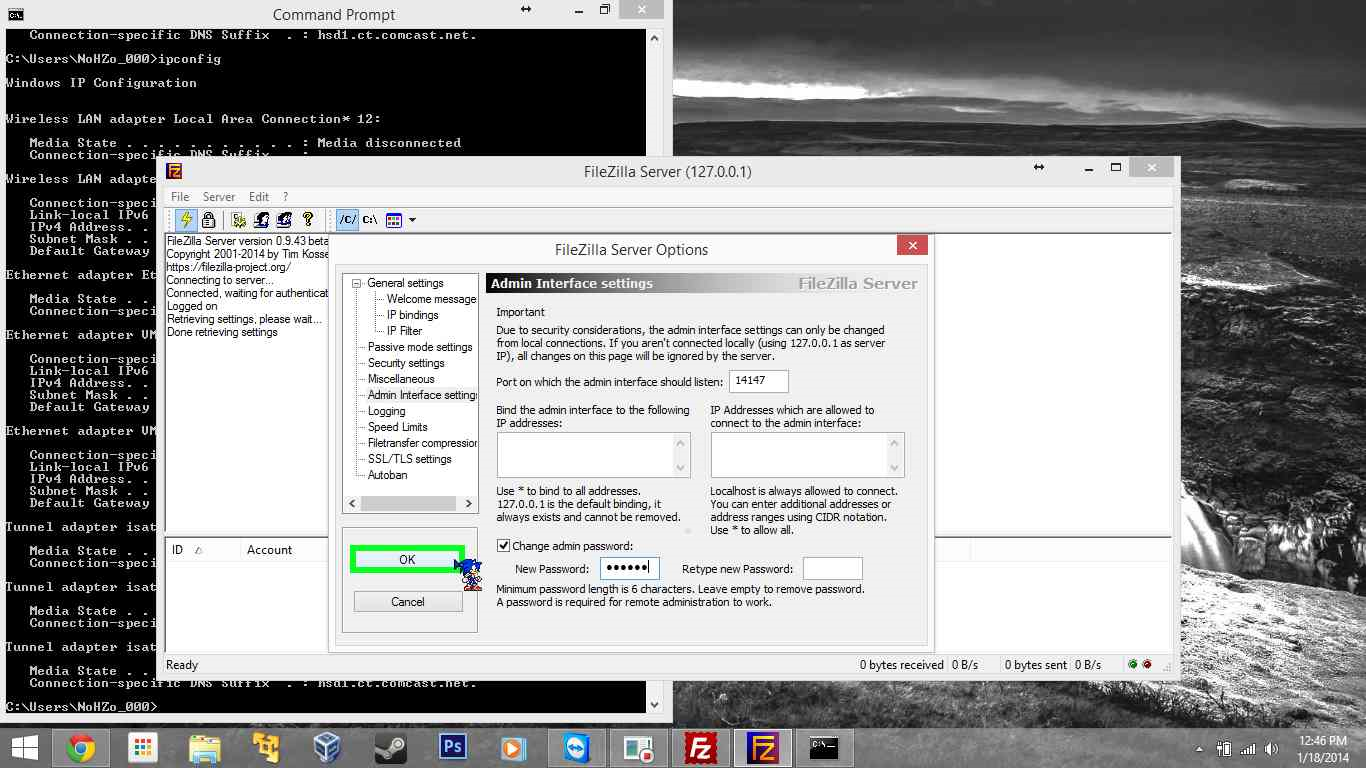 Command Prompt
Connection-specific DNS Suffix . : hsd1.ct.comcast.net.
C:\Users\NoHZo_000>ipconfig
Windows IP Configuration
Wireless LAN adapter Local Area Connection* 12:
Media State . . . . . . . . . . . : Media disconnected
Connection-specific DNS Suffix . :
Wireless LAN adapte
Connection-speci
Link-local IPv6
IPv4 Address. .
Subnet Mask . .
Default Gateway
Ethernet adapter Et
Media State . .
Connection-speci
Ethernet adapter VM
Connection-speci
Link-local IPv6
IPv4 Address. .
Subnet Mask . .
Default Gateway
Ethernet adapter VM
Connection-speci
Link-local IPv6
IPv4 Address. .
Subnet Mask . .
Default Gateway
Tunnel adapter isat
Media State . .
Connection-speci
Tunnel adapter isat
Media State . .
Connection-speci
Tunnel adapter isat
Media State . .
Connection-specific DNS Suffix . : hsd1.ct.comcast.net.
C:\Users\NoHZo_000>
FileZilla Server (127.0.0.1)
File Server Edit ?
/C/ C:\
FileZilla Server version 0.9.43 beta
Copyright 2001-2014 by Tim Kosse
https://filezilla-project.org/
Connecting to server...
Connected, waiting for authenticat
Logged on
Retrieving settings, please wait...
Done retrieving settings
ID Account
Ready
0 bytes received 0 B/s 0 bytes sent 0 B/s
FileZilla Server Options
General settings
Welcome message
IP bindings
IP Filter
Passive mode settings
Security settings
Miscellaneous
Admin Interface settings
Logging
Speed Limits
Filetransfer compression
SSL/TLS settings
Autoban
OK
Cancel
Admin Interface settings FileZilla Server
Important
Due to security considerations, the admin interface settings can only be changed
from local connections. If you aren't connected locally (using 127.0.0.1 as server
IP), all changes on this page will be ignored by the server.
Port on which the admin interface should listen: 14147
Bind the admin interface to the following
IP addresses:
IP Addresses which are allowed to
connect to the admin interface:
Use * to bind to all addresses.
127.0.0.1 is the default binding, it
always exists and cannot be removed.
Localhost is always allowed to connect.
You can enter additional addresses or
address ranges using CIDR notation.
Use * to allow all.
Change admin password:
New Password: ●●●●●● Retype new Password:
Minimum password length is 6 characters. Leave empty to remove password.
A password is required for remote administration to work.
Ps
12:46 PM
1/18/2014